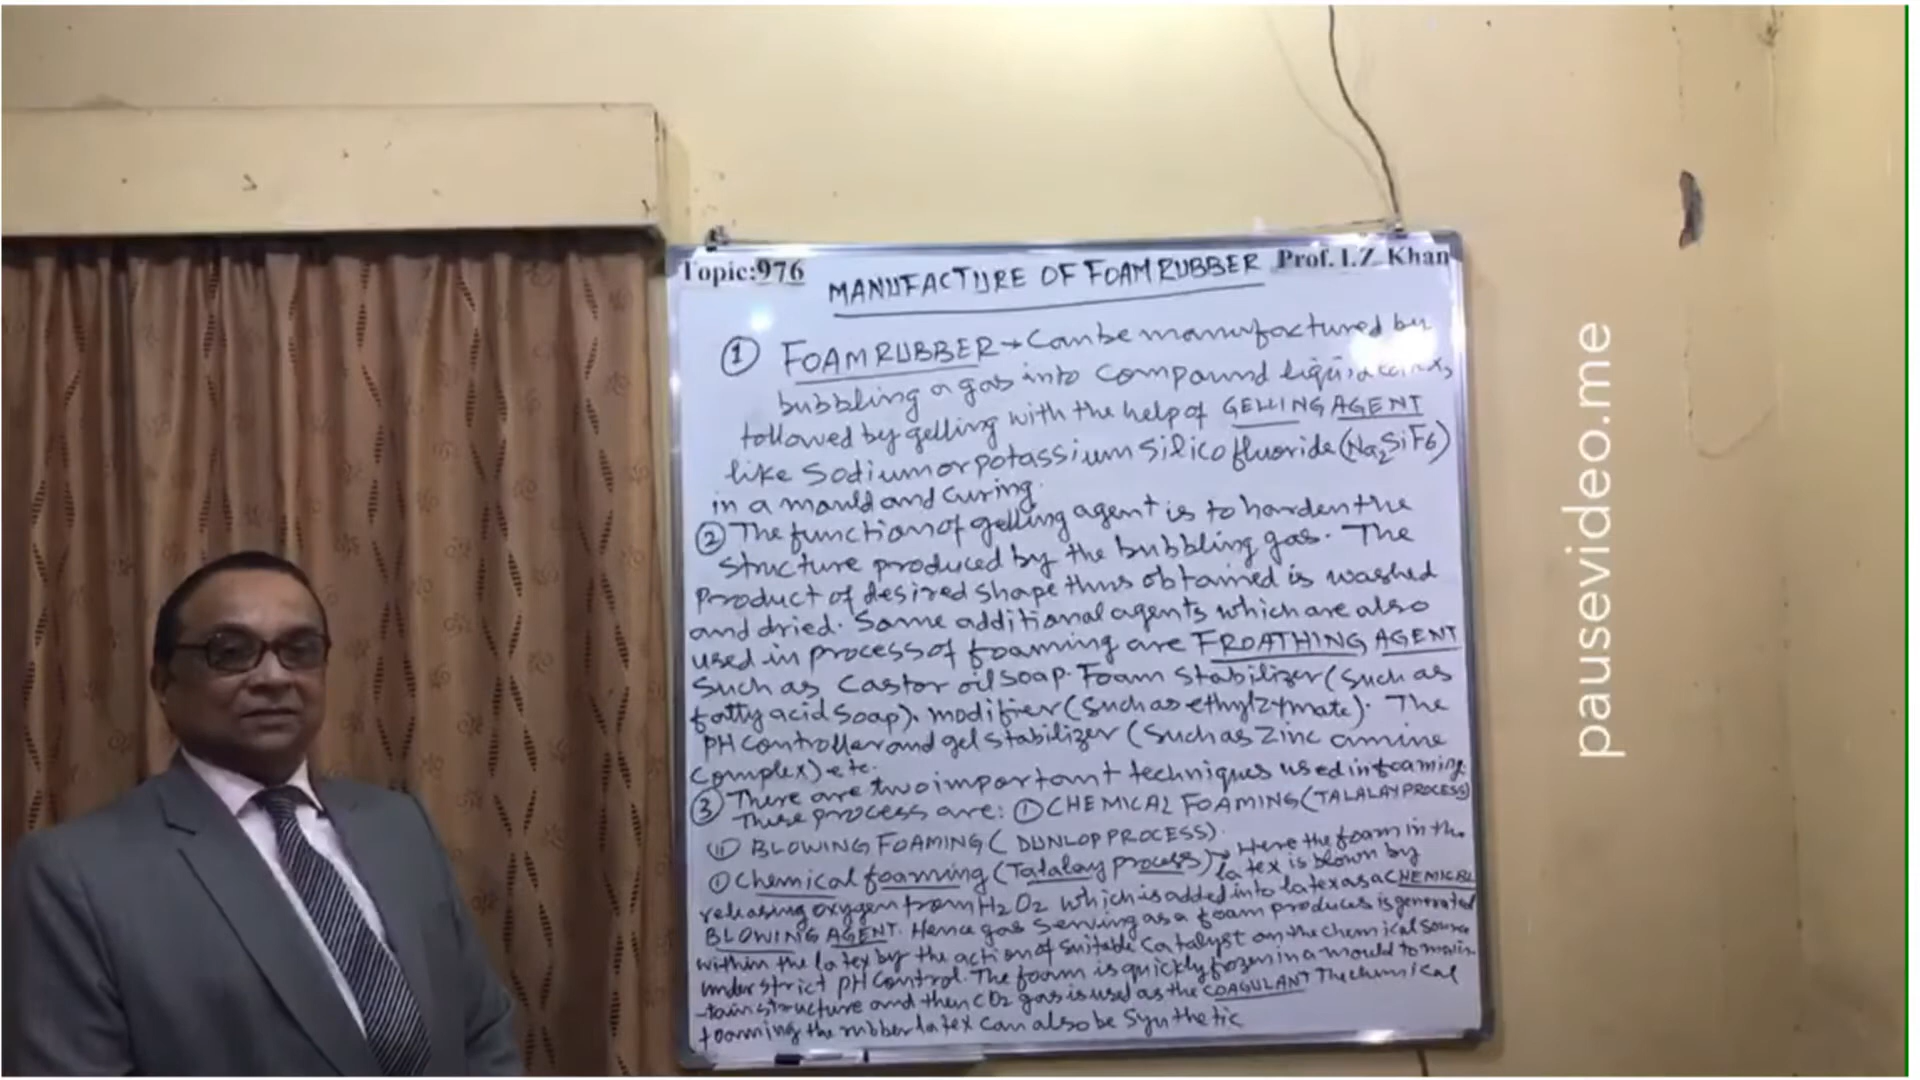 Topic:976
MANUFACTURE OF FOAM RUBBER
Prof. I.Z. Khan
① FOAM RUBBER → Can be manufactured by
bubbling a gas into compound liquid latex,
followed by gelling with the help of GELLING AGENT
like Sodium or potassium silico fluoride (Na2SiF6)
in a mould and curing.
② The function of gelling agent is to harden the
structure produced by the bubbling gas. The
Product of desired shape thus obtained is washed
and dried. Some additional agents which are also
used in process of foaming are FROATHING AGENT
such as Castor oil soap. Foam stabilizer (such as
fatty acid soap). modifier (such as ethylzymate). The
PH controller and gel stabilizer (such as zinc amine
complex) etc.
③ There are two important techniques used in foaming.
These process are: ① CHEMICAL FOAMING (TALALAY PROCESS)
(II) BLOWING FOAMING (DUNLOP PROCESS).
① Chemical foaming (Talalay process) → Here the foam in the
latex is blown by
releasing oxygen from H2O2 which is added into latex as a CHEMICAL
BLOWING AGENT. Hence gas serving as a foam produces is generated
within the latex by the action of suitable catalyst on the chemical source
under strict PH control. The foam is quickly frozen in a mould to main-
-tain structure and then CO2 gas is used as the COAGULANT The chemical
foaming the rubber latex can also be synthetic
pausevideo.me